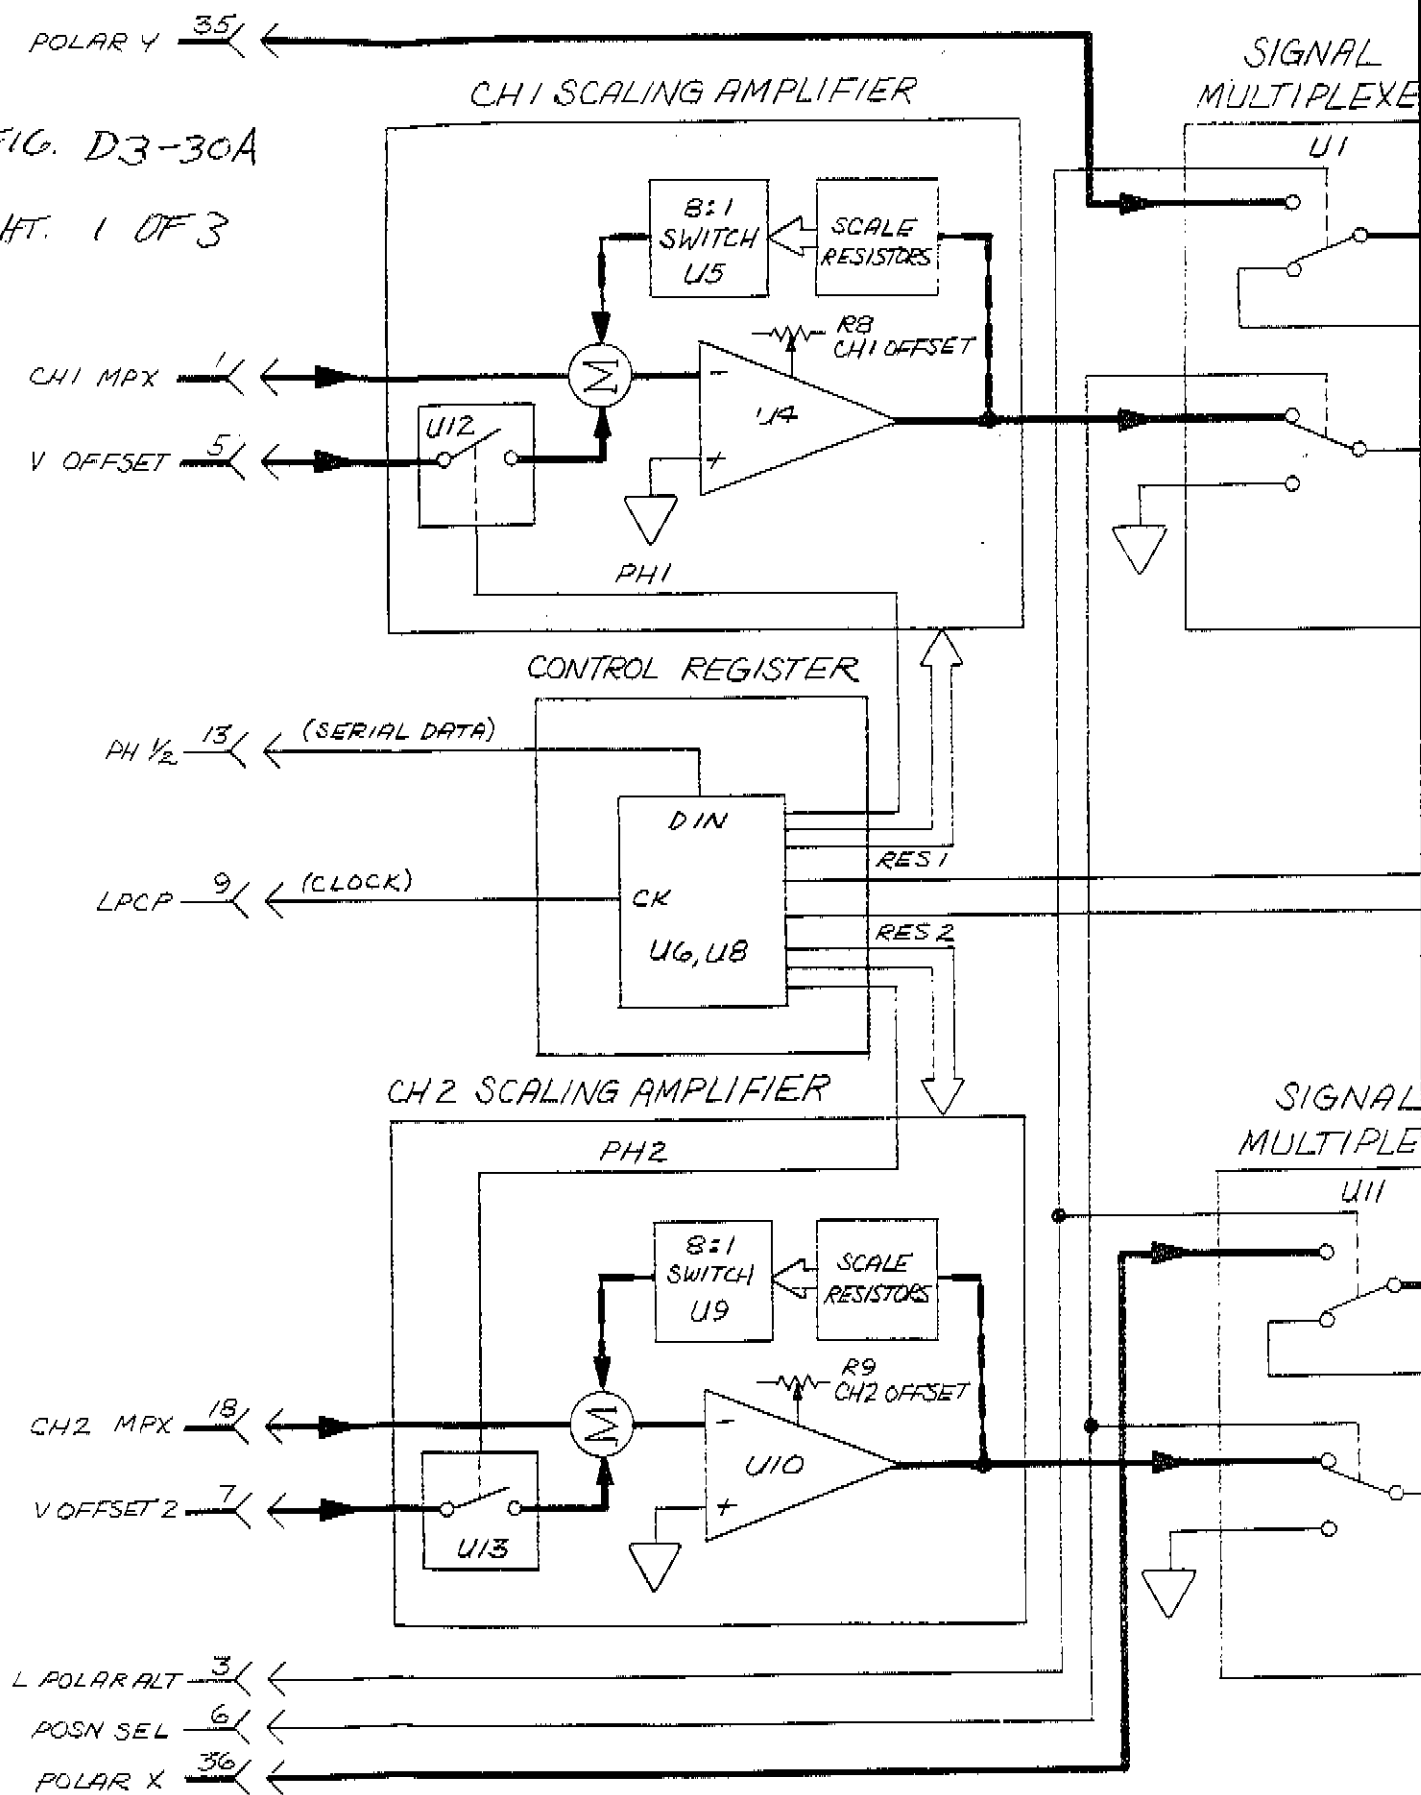 POLAR Y 35
SIGNAL
MULTIPLEXE
CH1 SCALING AMPLIFIER
FIG. D3-30A
HT. 1 OF 3
U1
8:1
SWITCH
U5
SCALE
RESISTORS
R8
CH1 OFFSET
CH1 MPX 1
Σ
-
U4
U12
V OFFSET 5
+
PH1
CONTROL REGISTER
PH 1/2 13 (SERIAL DATA)
D IN
RES 1
LPCP 9 (CLOCK)
CK
RES 2
U6, U8
CH2 SCALING AMPLIFIER
SIGNAL
MULTIPLE
PH2
U11
8:1
SWITCH
U9
SCALE
RESISTORS
R9
CH2 OFFSET
CH2 MPX 18
Σ
-
U10
V OFFSET 2 7
+
U13
L POLAR ALT 3
POSN SEL 6
POLAR X 36